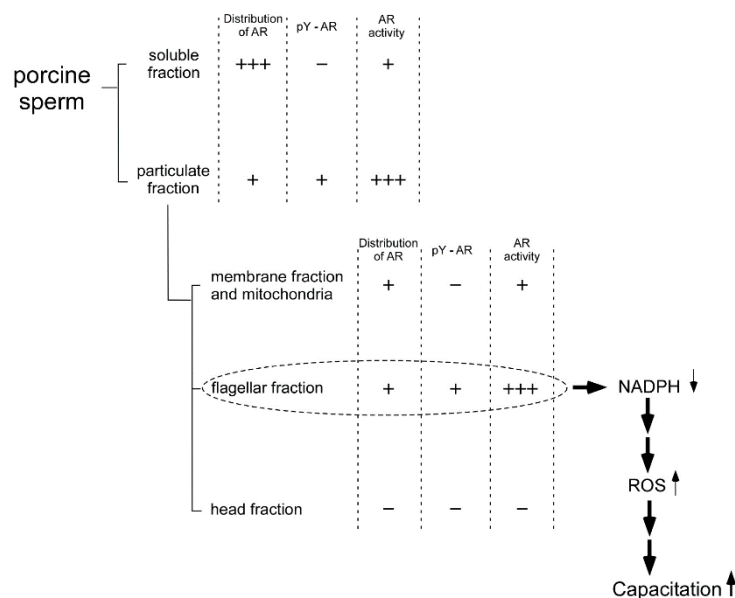 Distribution
of AR
pY - AR
AR
activity
porcine
sperm
soluble
fraction
+++
−
+
particulate
fraction
+
+
+++
Distribution
of AR
pY - AR
AR
activity
membrane fraction
and mitochondria
+
−
+
flagellar fraction
+
+
+++
NADPH
ROS
head fraction
−
−
−
Capacitation